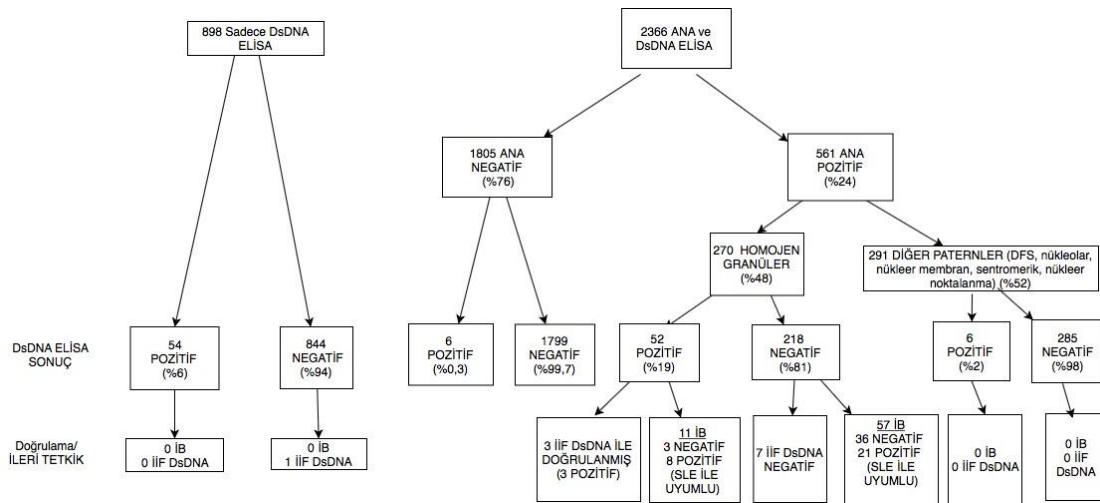 898 Sadece DsDNA
ELİSA
2366 ANA ve
DsDNA ELİSA
1805 ANA
NEGATİF
(%76)
561 ANA
POZİTİF
(%24)
270 HOMOJEN
GRANÜLER
(%48)
291 DİĞER PATERNLER (DFS, nükleolar,
nükleer membran, sentromerik, nükleer
noktalanma) (%52)
DsDNA ELİSA
SONUÇ
54
POZİTİF
(%6)
844
NEGATİF
(%94)
6
POZİTİF
(%0,3)
1799
NEGATİF
(%99,7)
52
POZİTİF
(%19)
218
NEGATİF
(%81)
6
POZİTİF
(%2)
285
NEGATİF
(%98)
Doğrulama/
İLERİ TETKİK
0 İB
0 İİF DsDNA
0 İB
1 İİF DsDNA
3 İİF DsDNA İLE
DOĞRULANMIŞ
(3 POZİTİF)
11 İB
3 NEGATİF
8 POZİTİF
(SLE İLE
UYUMLU)
7 İİF DsDNA
NEGATİF
57 İB
36 NEGATİF
21 POZİTİF
(SLE İLE
UYUMLU)
0 İB
0 İİF DsDNA
0 İB
0 İİF
DsDNA